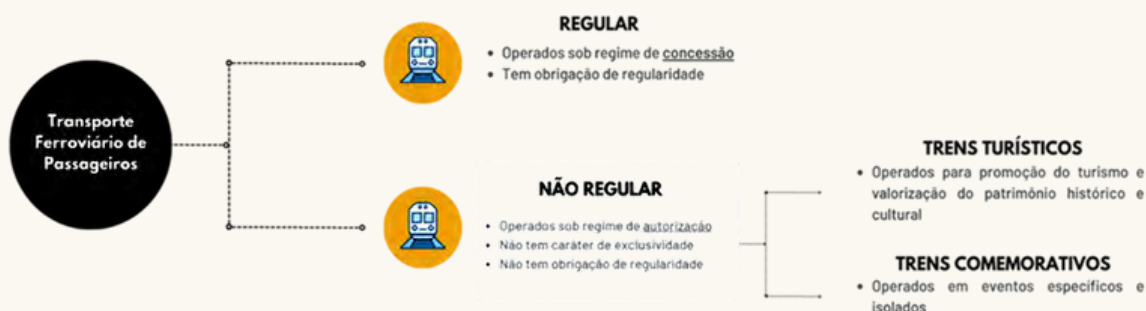 Transporte
Ferroviário de
Passageiros
REGULAR
• Operados sob regime de concessão
• Tem obrigação de regularidade
NÃO REGULAR
• Operados sob regime de autorização
• Não tem caráter de exclusividade
• Não tem obrigação de regularidade
TRENS TURÍSTICOS
• Operados para promoção do turismo e
valorização do patrimônio histórico e
cultural
TRENS COMEMORATIVOS
• Operados em eventos específicos e
isolados